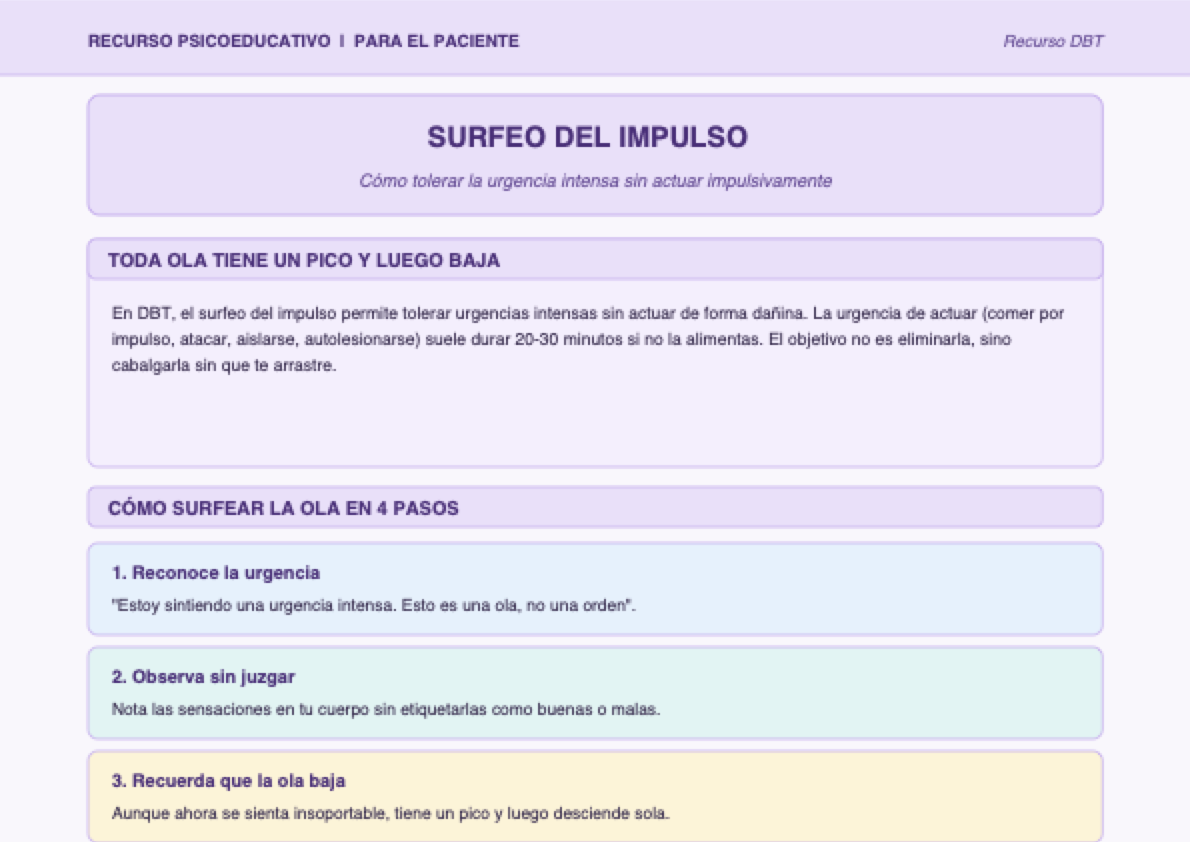 RECURSO PSICOEDUCATIVO | PARA EL PACIENTE
Recurso DBT
SURFEO DEL IMPULSO
Cómo tolerar la urgencia intensa sin actuar impulsivamente
TODA OLA TIENE UN PICO Y LUEGO BAJA
En DBT, el surfeo del impulso permite tolerar urgencias intensas sin actuar de forma dañina. La urgencia de actuar (comer por
impulso, atacar, aislarse, autolesionarse) suele durar 20-30 minutos si no la alimentas. El objetivo no es eliminarla, sino
cabalgarla sin que te arrastre.
CÓMO SURFEAR LA OLA EN 4 PASOS
1. Reconoce la urgencia
"Estoy sintiendo una urgencia intensa. Esto es una ola, no una orden".
2. Observa sin juzgar
Nota las sensaciones en tu cuerpo sin etiquetarlas como buenas o malas.
3. Recuerda que la ola baja
Aunque ahora se sienta insoportable, tiene un pico y luego desciende sola.